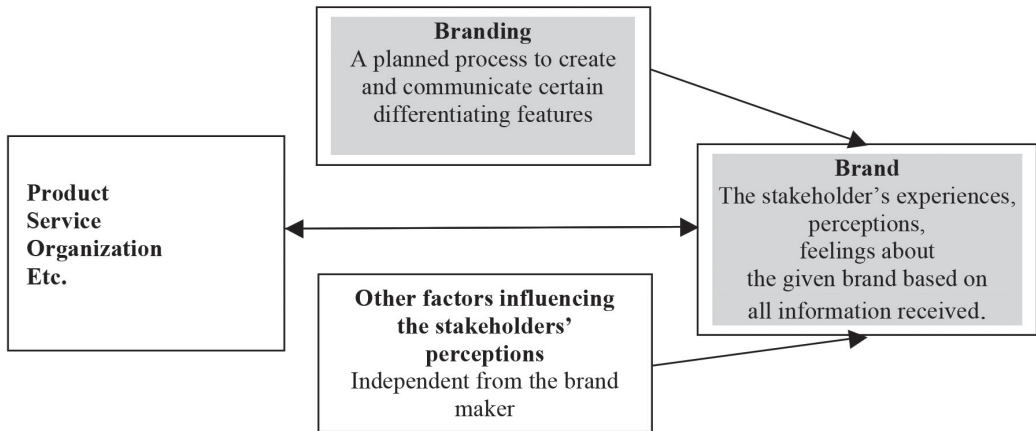 Branding
A planned process to create
and communicate certain
differentiating features
Product
Service
Organization
Etc.
Brand
The stakeholder’s experiences,
perceptions,
feelings about
the given brand based on
all information received.
Other factors influencing
the stakeholders’
perceptions
Independent from the brand
maker